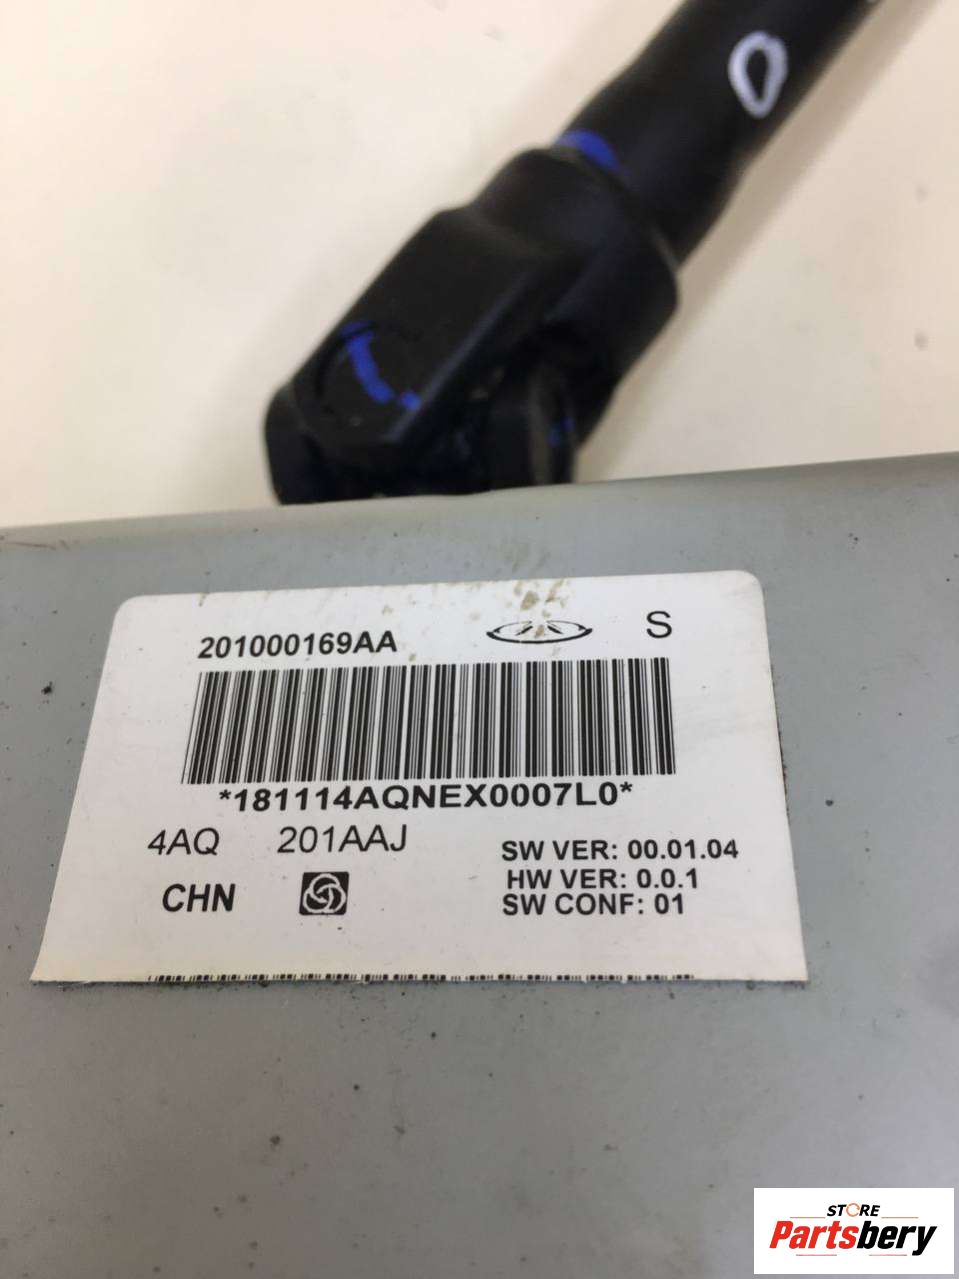 0
201000169AA
S
*181114AQNEX0007L0*
4AQ 201AAJ
SW VER: 00.01.04
HW VER: 0.0.1
CHN
SW CONF: 01
STORE
Partsbery